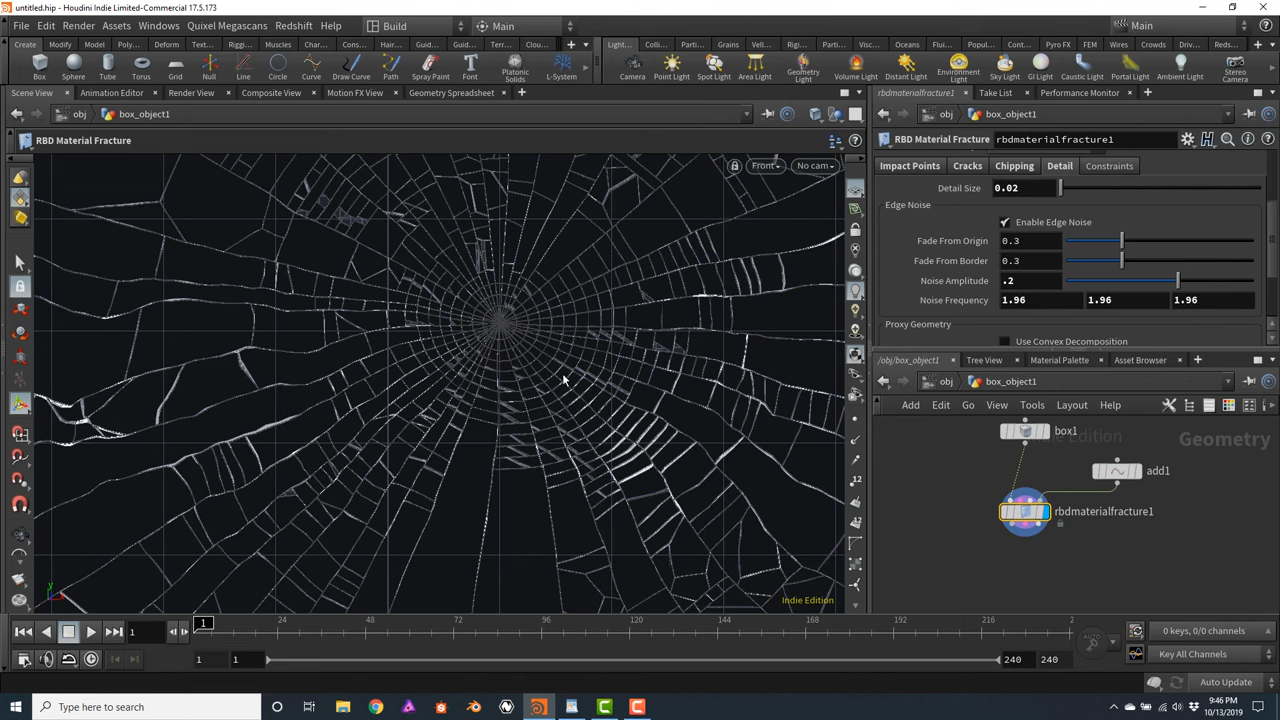 untitled.hip - Houdini Indie Limited-Commercial 17.5.173
File Edit Render Assets Windows Quixel Megascans Redshift Help Build Main Main
Create Modify Model Poly... Deform Text... Riggi... Muscles Char... Cons... Hair... Guid... Guid... Terr... Clou... Light... Colli... Parti... Grains Vell... Rigi... Parti... Visc... Oceans Flui... Popul... Cont... Pyro FX FEM Wires Crowds Driv... Reds...
Box Sphere Tube Torus Grid Null Line Circle Curve Draw Curve Path Spray Paint Font Platonic Solids L-System Camera Point Light Spot Light Area Light Geometry Light Volume Light Distant Light Environment Light Sky Light GI Light Caustic Light Portal Light Ambient Light Stereo Camera
Scene View Animation Editor Render View Composite View Motion FX View Geometry Spreadsheet rbdmaterialfracture1 Take List Performance Monitor
obj box_object1 obj box_object1
RBD Material Fracture RBD Material Fracture rbdmaterialfracture1
Front No cam
Impact Points Cracks Chipping Detail Constraints
Detail Size 0.02
Edge Noise
Enable Edge Noise
Fade From Origin 0.3
Fade From Border 0.3
Noise Amplitude .2
Noise Frequency 1.96 1.96 1.96
Proxy Geometry
Use Convex Decomposition
/obj/box_object1 Tree View Material Palette Asset Browser
obj box_object1
Add Edit Go View Tools Layout Help
Indie Edition Geometry
box1
add1
rbdmaterialfracture1
12
12
y
Indie Edition
1 1 24 48 72 96 120 144 168 192 216 2
0 keys, 0/0 channels
1 1 240 240 Key All Channels
AUTO
Auto Update
Type here to search
9:46 PM
10/13/2019